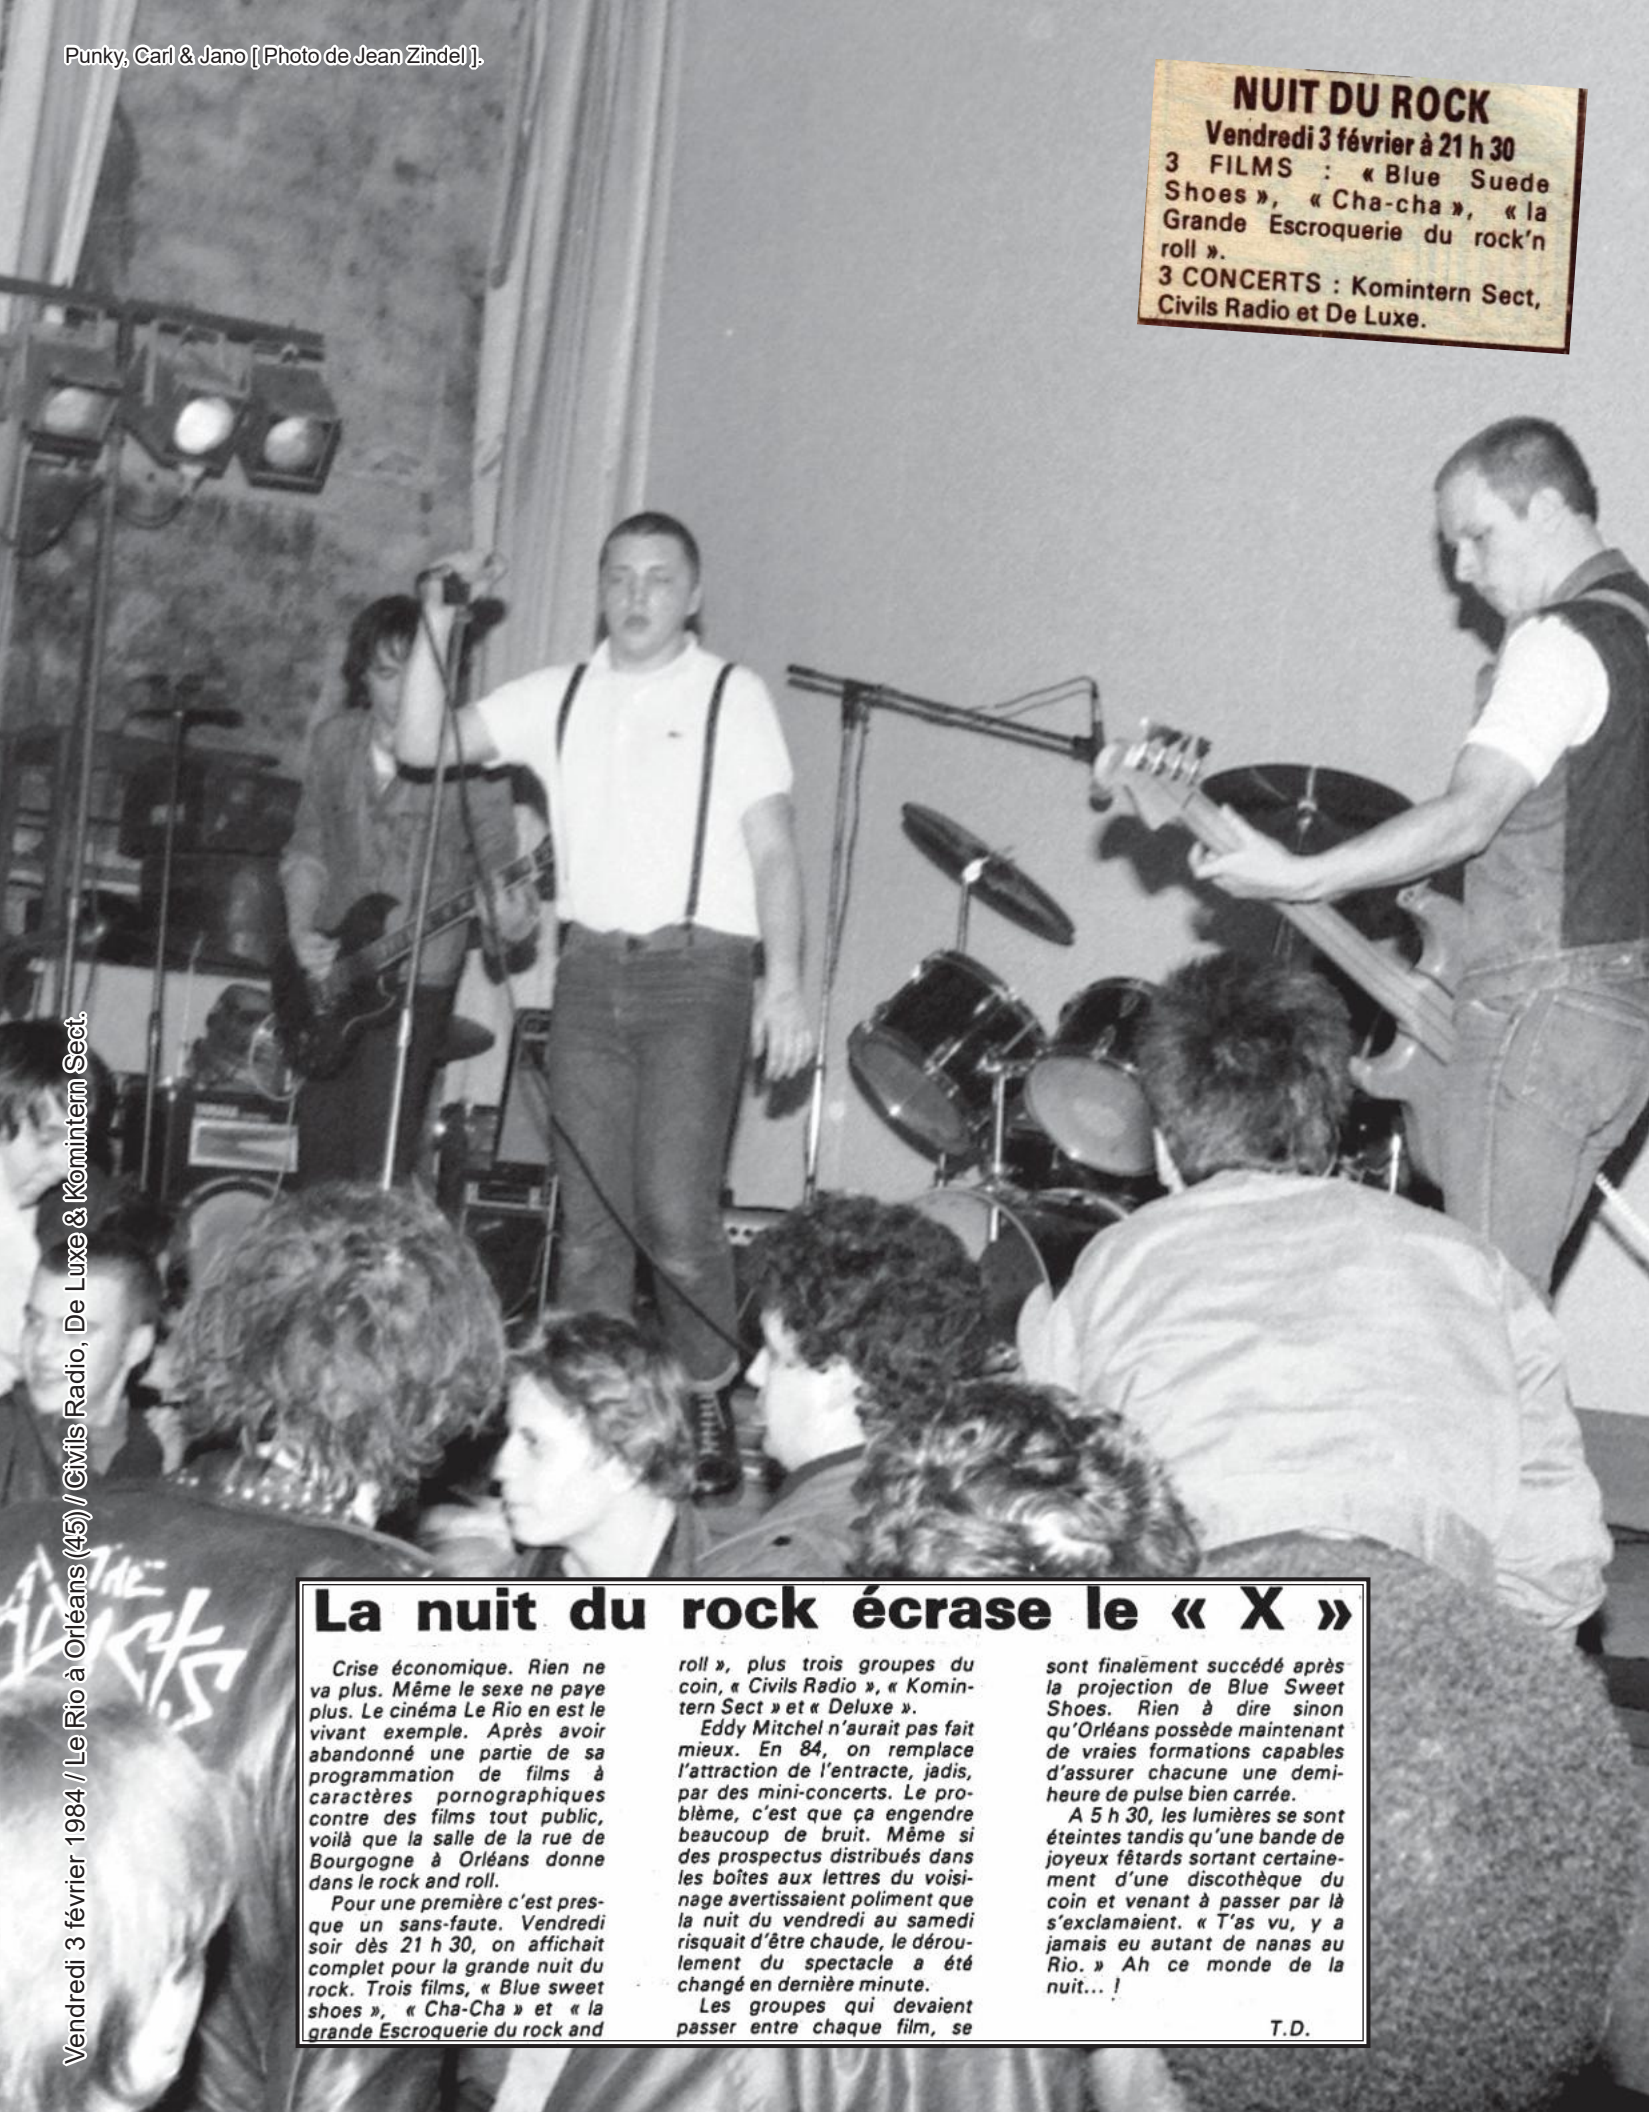 Punky, Carl & Jano [ Photo de Jean Zindel ].
NUIT DU ROCK
Vendredi 3 février à 21 h 30
3 FILMS : « Blue Suede
Shoes », « Cha-cha », « la
Grande Escroquerie du rock'n
roll ».
3 CONCERTS : Komintern Sect,
Civils Radio et De Luxe.
Vendredi 3 février 1984 / Le Rio à Orléans (45) / Civils Radio, De Luxe & Komintern Sect.
YAMAHA
THE
ADICTS
La nuit du rock écrase le « X »
Crise économique. Rien ne
va plus. Même le sexe ne paye
plus. Le cinéma Le Rio en est le
vivant exemple. Après avoir
abandonné une partie de sa
programmation de films à
caractères pornographiques
contre des films tout public,
voilà que la salle de la rue de
Bourgogne à Orléans donne
dans le rock and roll.
Pour une première c'est pres-
que un sans-faute. Vendredi
soir dès 21 h 30, on affichait
complet pour la grande nuit du
rock. Trois films, « Blue sweet
shoes », « Cha-Cha » et « la
grande Escroquerie du rock and
roll », plus trois groupes du
coin, « Civils Radio », « Komin-
tern Sect » et « Deluxe ».
Eddy Mitchel n'aurait pas fait
mieux. En 84, on remplace
l'attraction de l'entracte, jadis,
par des mini-concerts. Le pro-
blème, c'est que ça engendre
beaucoup de bruit. Même si
des prospectus distribués dans
les boîtes aux lettres du voisi-
nage avertissaient poliment que
la nuit du vendredi au samedi
risquait d'être chaude, le dérou-
lement du spectacle a été
changé en dernière minute.
Les groupes qui devaient
passer entre chaque film, se
sont finalement succédé après
la projection de Blue Sweet
Shoes. Rien à dire sinon
qu'Orléans possède maintenant
de vraies formations capables
d'assurer chacune une demi-
heure de pulse bien carrée.
A 5 h 30, les lumières se sont
éteintes tandis qu'une bande de
joyeux fêtards sortant certaine-
ment d'une discothèque du
coin et venant à passer par là
s'exclamaient. « T'as vu, y a
jamais eu autant de nanas au
Rio. » Ah ce monde de la
nuit... !
T.D.